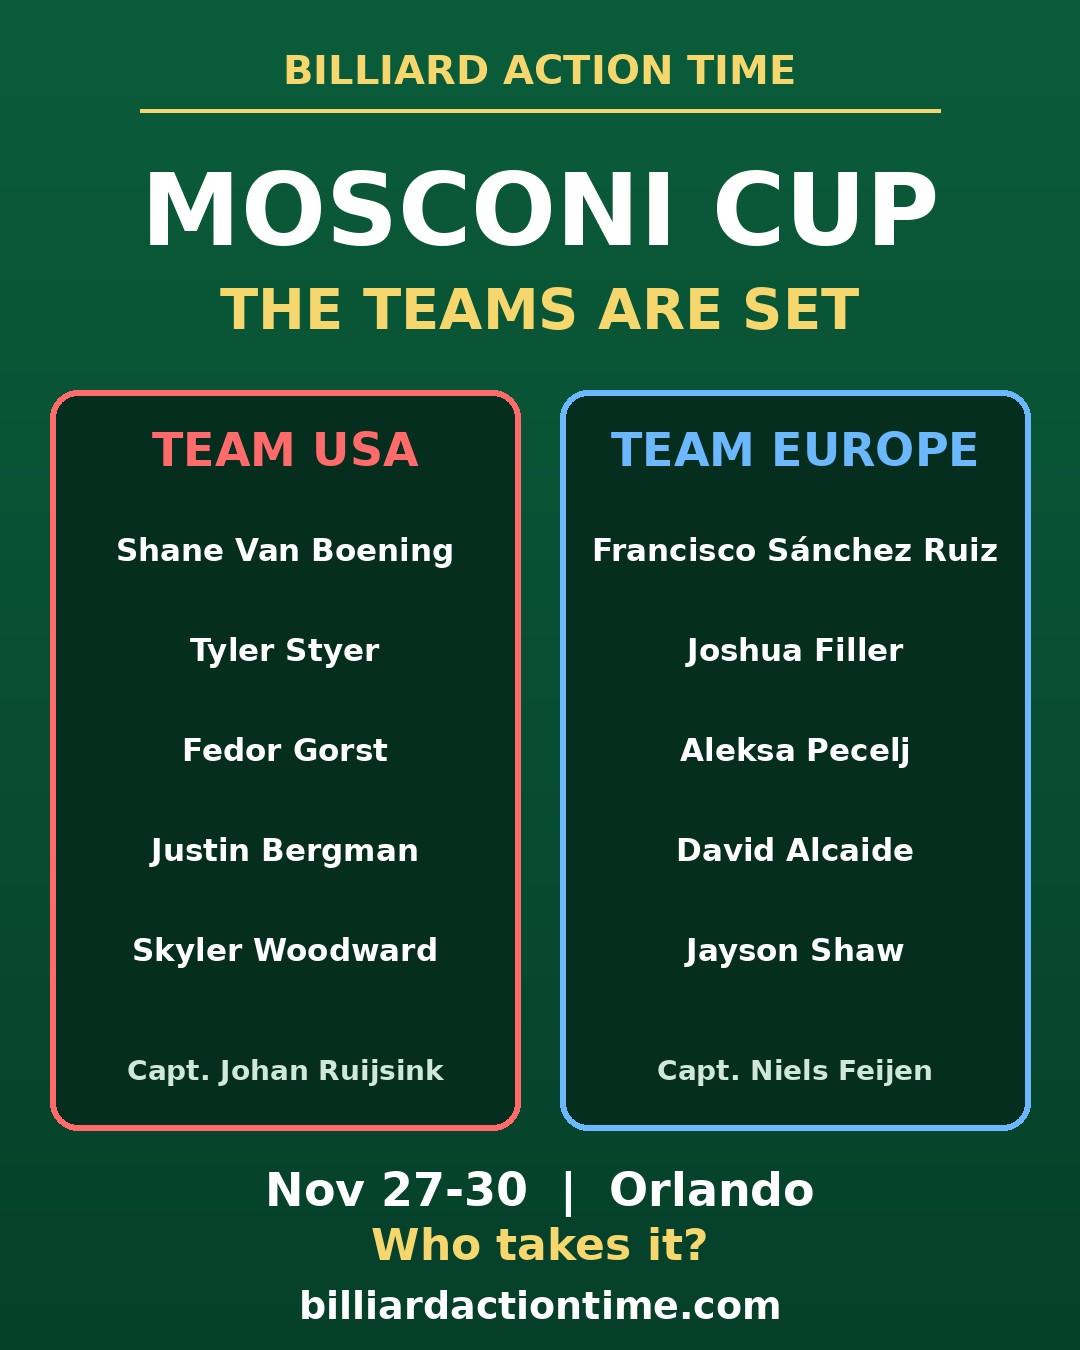 BILLIARD ACTION TIME
MOSCONI CUP
THE TEAMS ARE SET
TEAM USA
Shane Van Boening
Tyler Styer
Fedor Gorst
Justin Bergman
Skyler Woodward
Capt. Johan Ruijsink
TEAM EUROPE
Francisco Sánchez Ruiz
Joshua Filler
Aleksa Pecelj
David Alcaide
Jayson Shaw
Capt. Niels Feijen
Nov 27-30 | Orlando
Who takes it?
billiardactiontime.com